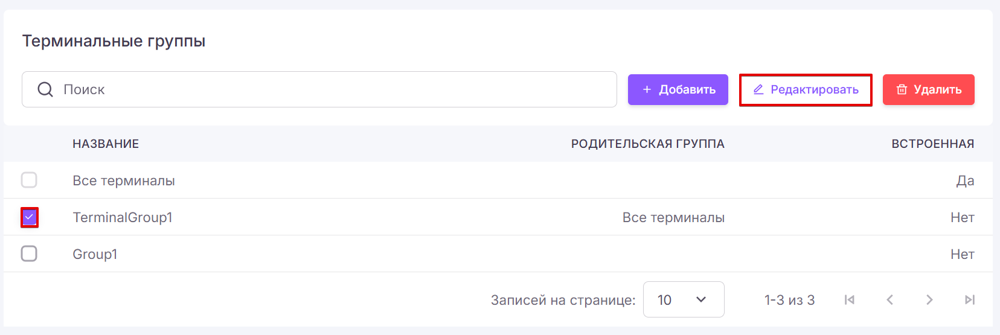 Терминальные группы
Поиск
Добавить
Редактировать
Удалить
НАЗВАНИЕ РОДИТЕЛЬСКАЯ ГРУППА ВСТРОЕННАЯ
Все терминалы Да
TerminalGroup1 Все терминалы Нет
Group1 Нет
Записей на странице: 10 1-3 из 3